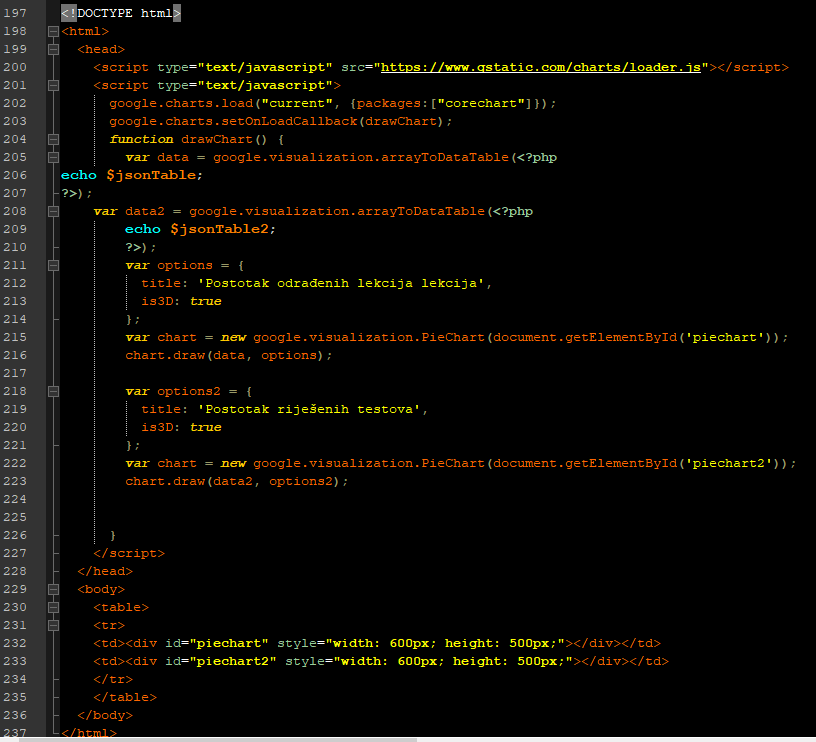 197 <!DOCTYPE html>
198 <html>
199 <head>
200 <script type="text/javascript" src="https://www.gstatic.com/charts/loader.js"></script>
201 <script type="text/javascript">
202 google.charts.load("current", {packages:["corechart"]});
203 google.charts.setOnLoadCallback(drawChart);
204 function drawChart() {
205 var data = google.visualization.arrayToDataTable(<?php
206 echo $jsonTable;
207 ?>);
208 var data2 = google.visualization.arrayToDataTable(<?php
209 echo $jsonTable2;
210 ?>);
211 var options = {
212 title: 'Postotak odrađenih lekcija lekcija',
213 is3D: true
214 };
215 var chart = new google.visualization.PieChart(document.getElementById('piechart'));
216 chart.draw(data, options);
217
218 var options2 = {
219 title: 'Postotak riješenih testova',
220 is3D: true
221 };
222 var chart = new google.visualization.PieChart(document.getElementById('piechart2'));
223 chart.draw(data2, options2);
224
225
226 }
227 </script>
228 </head>
229 <body>
230 <table>
231 <tr>
232 <td><div id="piechart" style="width: 600px; height: 500px;"></div></td>
233 <td><div id="piechart2" style="width: 600px; height: 500px;"></div></td>
234 </tr>
235 </table>
236 </body>
237 </html>